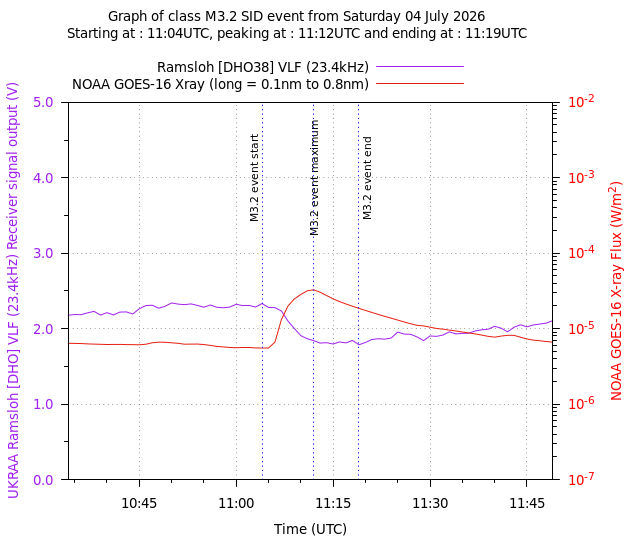 Graph of class M3.2 SID event from Saturday 04 July 2026
Starting at : 11:04UTC, peaking at : 11:12UTC and ending at : 11:19UTC
Ramsloh [DHO38] VLF (23.4kHz)
NOAA GOES-16 Xray (long = 0.1nm to 0.8nm)
UKRAA Ramsloh [DHO] VLF (23.4kHz) Receiver signal output (V)
5.0
4.0
3.0
2.0
1.0
0.0
M3.2 event start
M3.2 event maximum
M3.2 event end
10-2
10-3
10-4
10-5
10-6
10-7
NOAA GOES-16 X-ray Flux (W/m2)
10:45
11:00
11:15
11:30
11:45
Time (UTC)